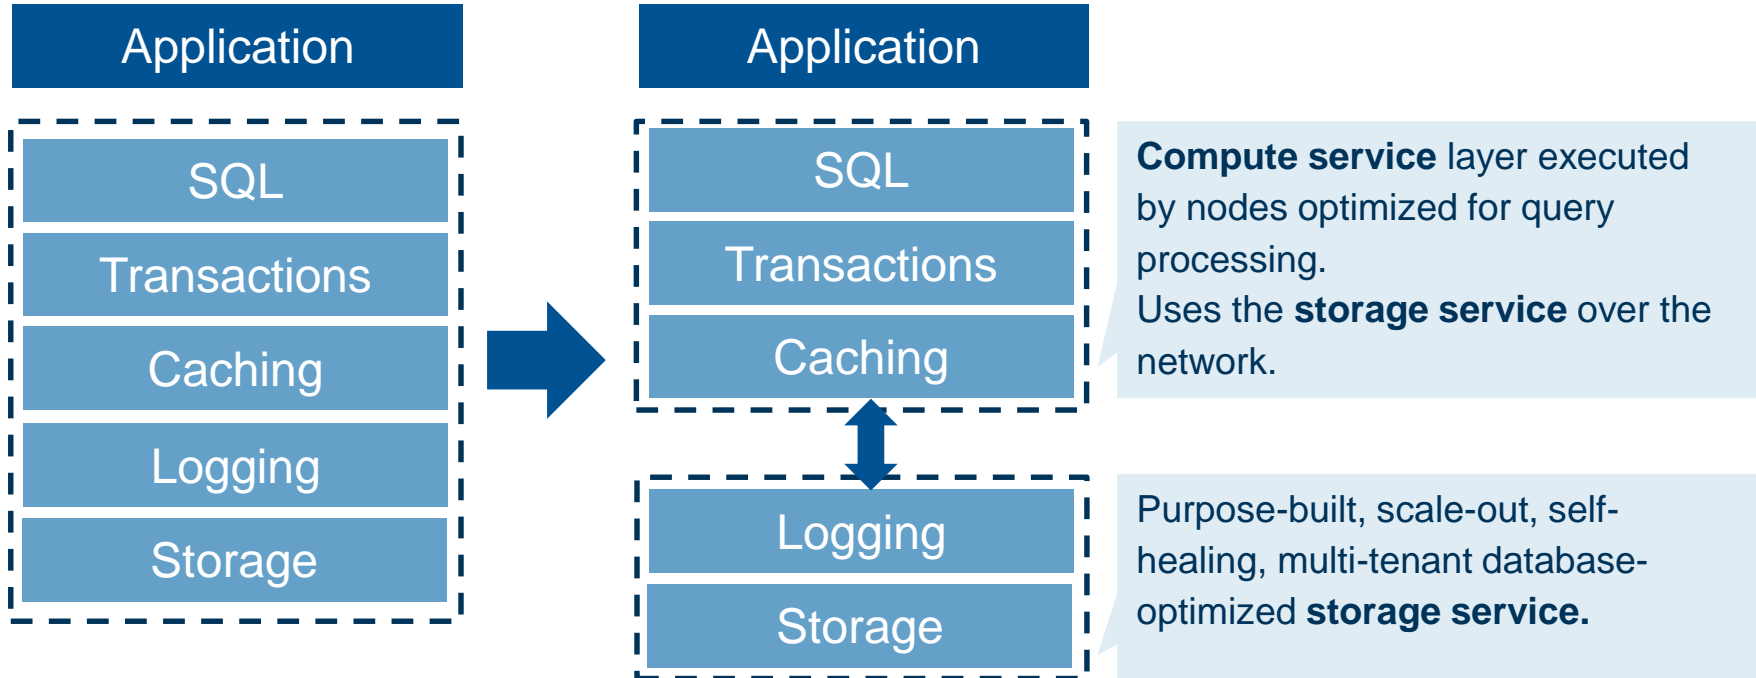 Application
SQL
Transactions
Caching
Logging
Storage
Application
SQL
Transactions
Caching
Logging
Storage
Compute service layer executed
by nodes optimized for query
processing.
Uses the storage service over the
network.
Purpose-built, scale-out, self-
healing, multi-tenant database-
optimized storage service.